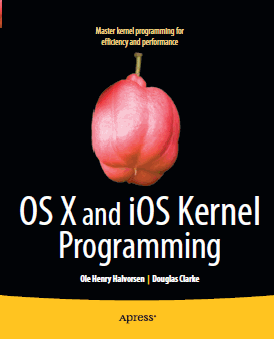 Master kernel programming for
efficiency and performance
OS X and iOS Kernel
Programming
Ole Henry Halvorsen | Douglas Clarke
Apress®